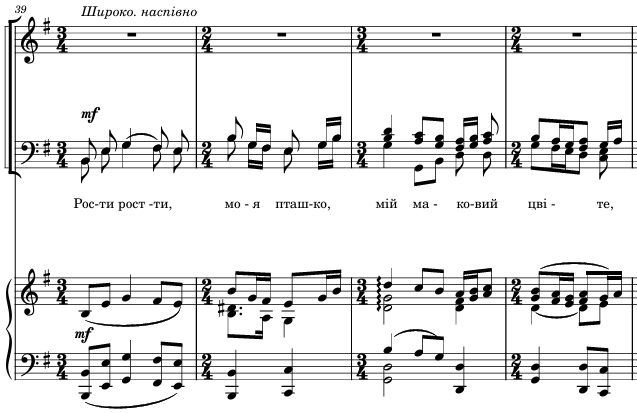 39
Широко. наспівно
mf
Рос-ти рост -ти, мо - я пташ-ко, мій ма - ко-вий цві - те,
mf